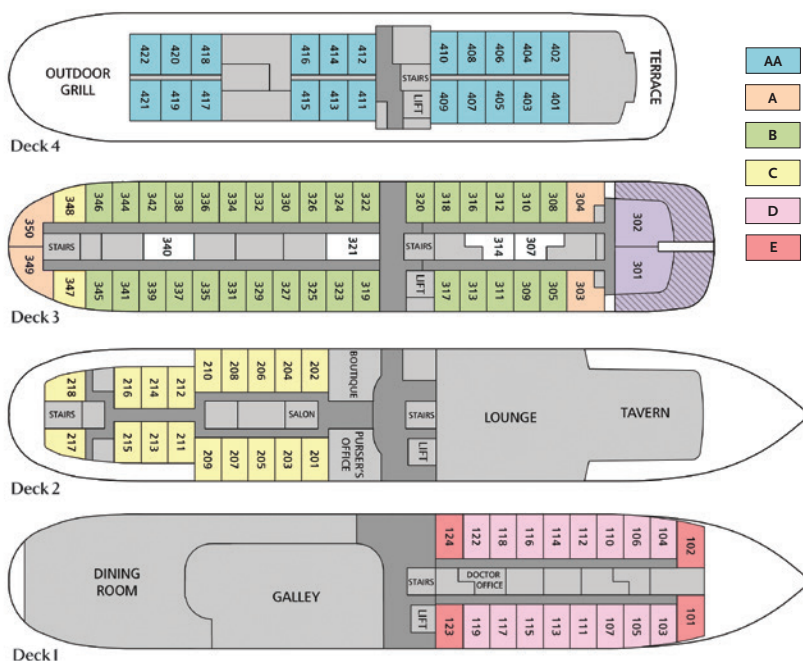 422 420 418 416 414 412 410 408 406 404 402
OUTDOOR
GRILL
STAIRS
LIFT
TERRACE
421 419 417 415 413 411 409 407 405 403 401
Deck 4
AA
A
B
C
D
E
350 348 346 344 342 338 336 334 332 330 326 324 322 320 318 316 312 310 308 304 302
STAIRS 340 321 STAIRS 314 307
LIFT
349 347 345 341 339 337 335 331 329 327 325 323 319 317 313 311 309 305 303 301
Deck 3
218 216 214 212 210 208 206 204 202
BOUTIQUE
STAIRS SALON STAIRS
LOUNGE
TAVERN
217 215 213 211 209 207 205 203 201
PURSER'S
OFFICE
LIFT
Deck 2
124 122 118 116 114 112 110 106 104 102
DINING
ROOM
GALLEY
STAIRS
DOCTOR
OFFICE
LIFT
123 119 117 115 113 111 107 105 103 101
Deck 1